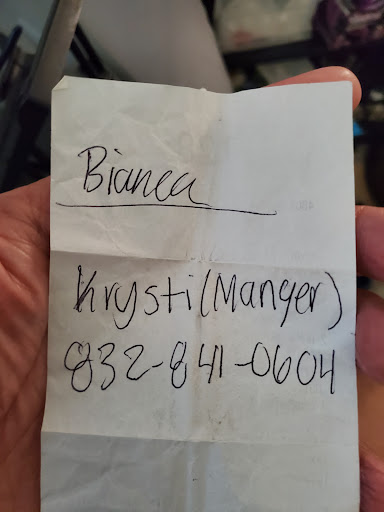 Bianca
Krysti (Manger)
832-841-0604